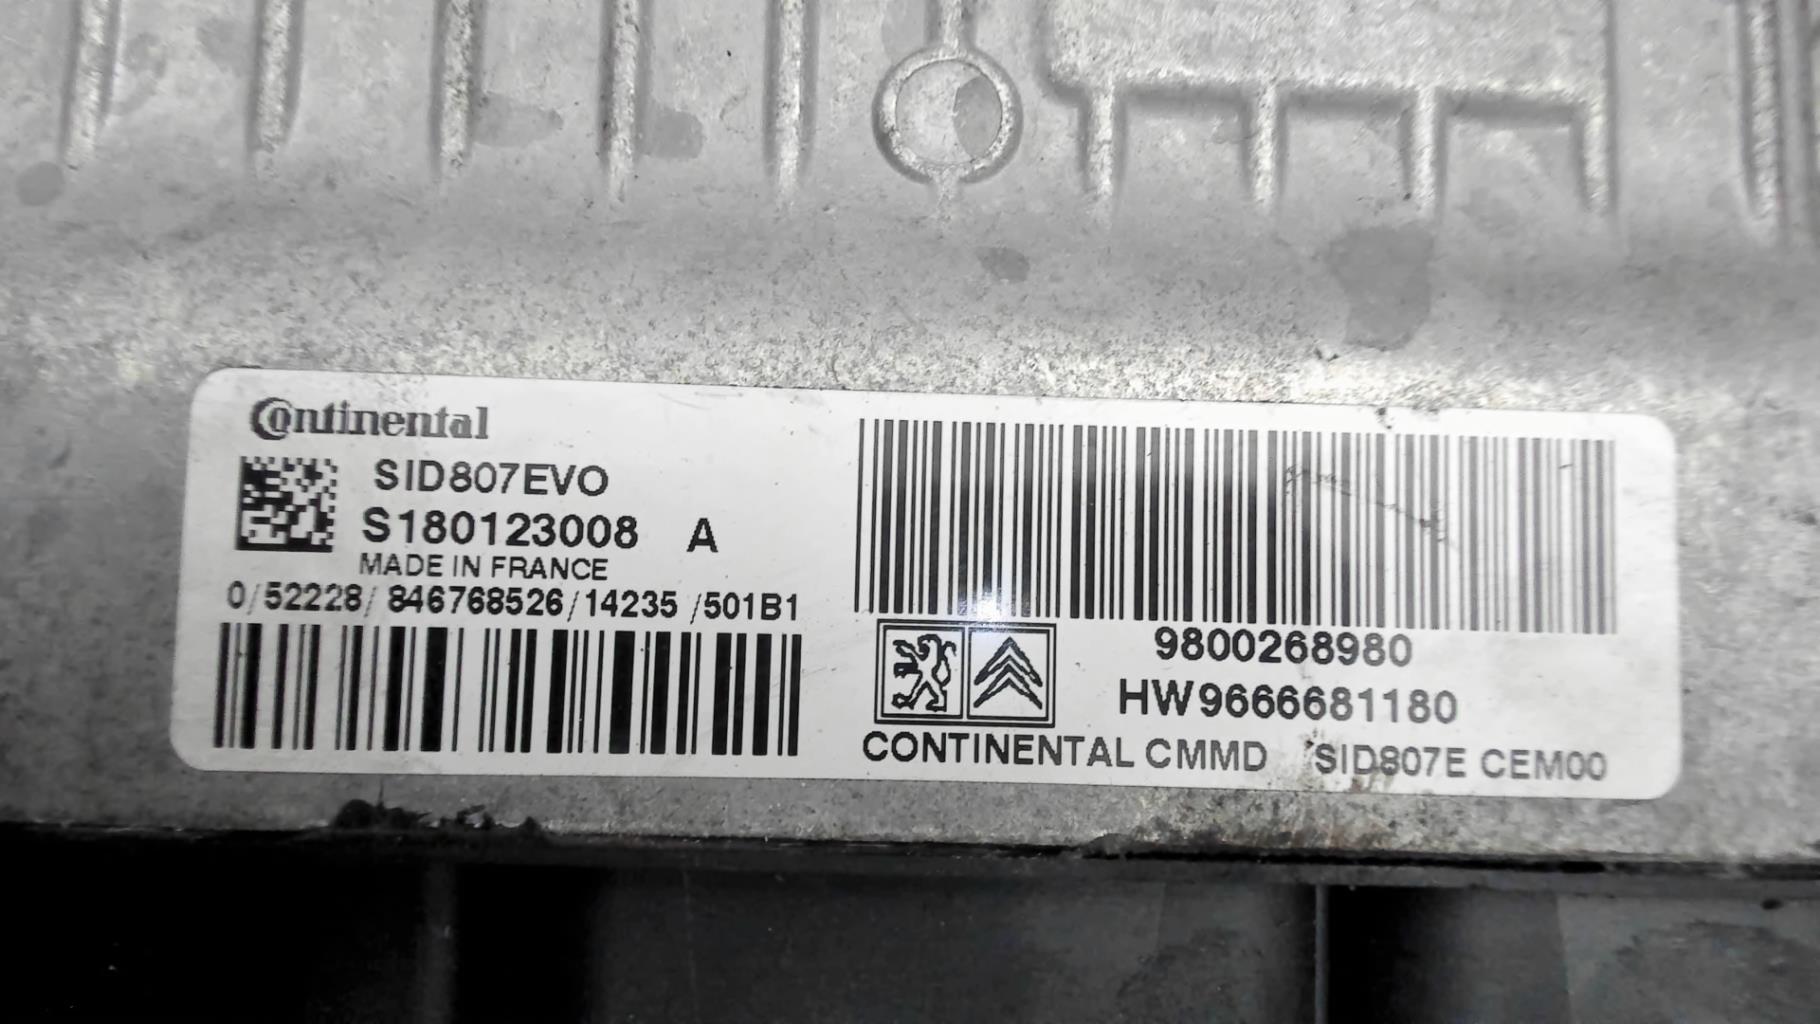 Continental
SID807EVO
S180123008 A
MADE IN FRANCE
0/52228/846768526/14235/501B1
9800268980
HW9666681180
CONTINENTAL CMMD SID807E CEM00